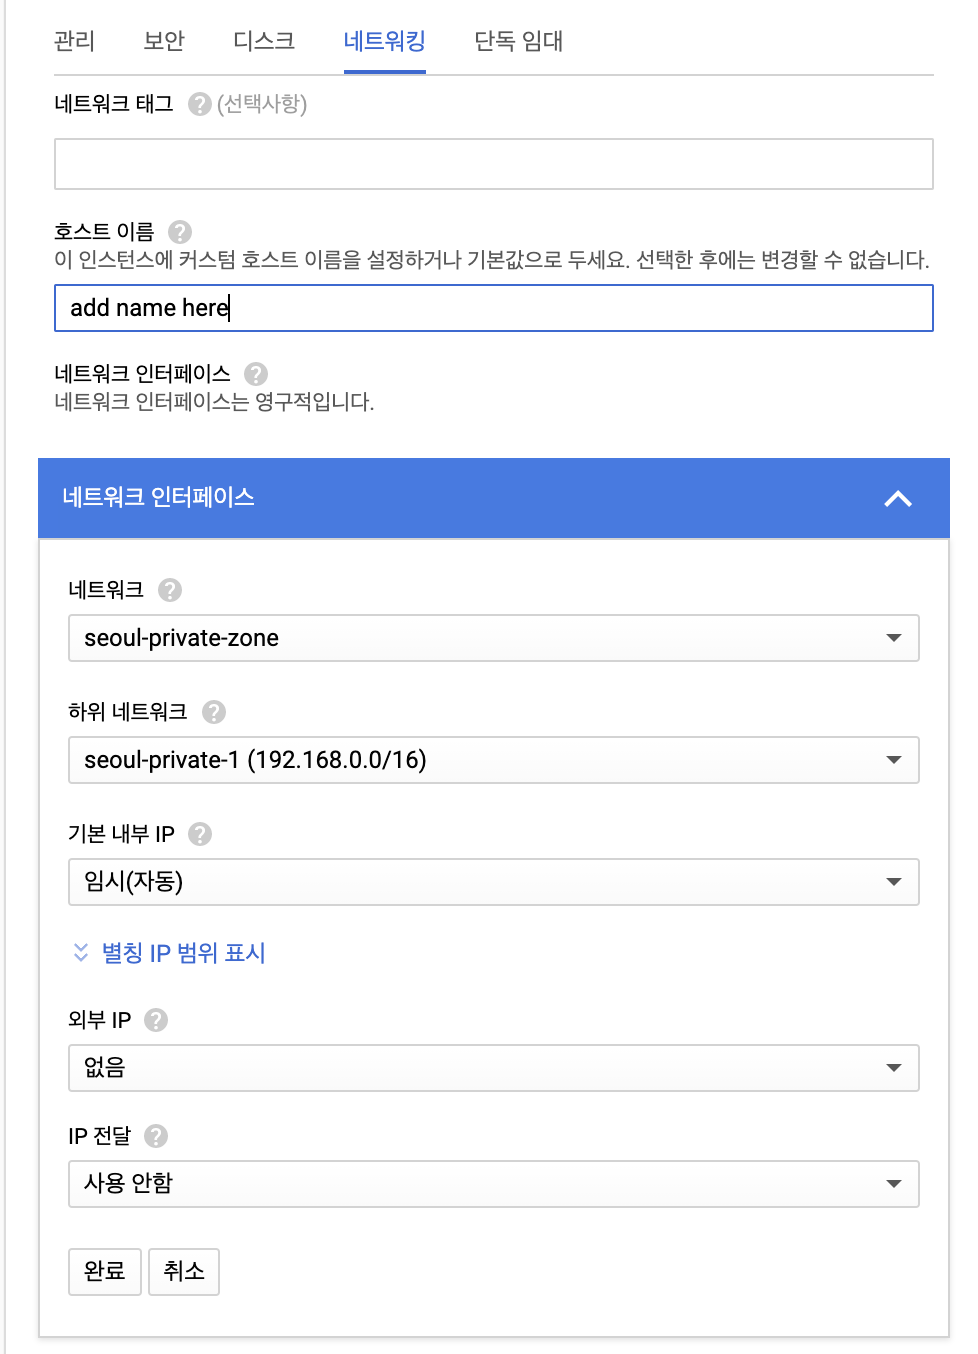 관리 보안 디스크 네트워킹 단독 임대
네트워크 태그 ? (선택사항)
호스트 이름 ?
이 인스턴스에 커스텀 호스트 이름을 설정하거나 기본값으로 두세요. 선택한 후에는 변경할 수 없습니다.
add name here
네트워크 인터페이스 ?
네트워크 인터페이스는 영구적입니다.
네트워크 인터페이스
네트워크 ?
seoul-private-zone
하위 네트워크 ?
seoul-private-1 (192.168.0.0/16)
기본 내부 IP ?
임시(자동)
별칭 IP 범위 표시
외부 IP ?
없음
IP 전달 ?
사용 안함
완료 취소